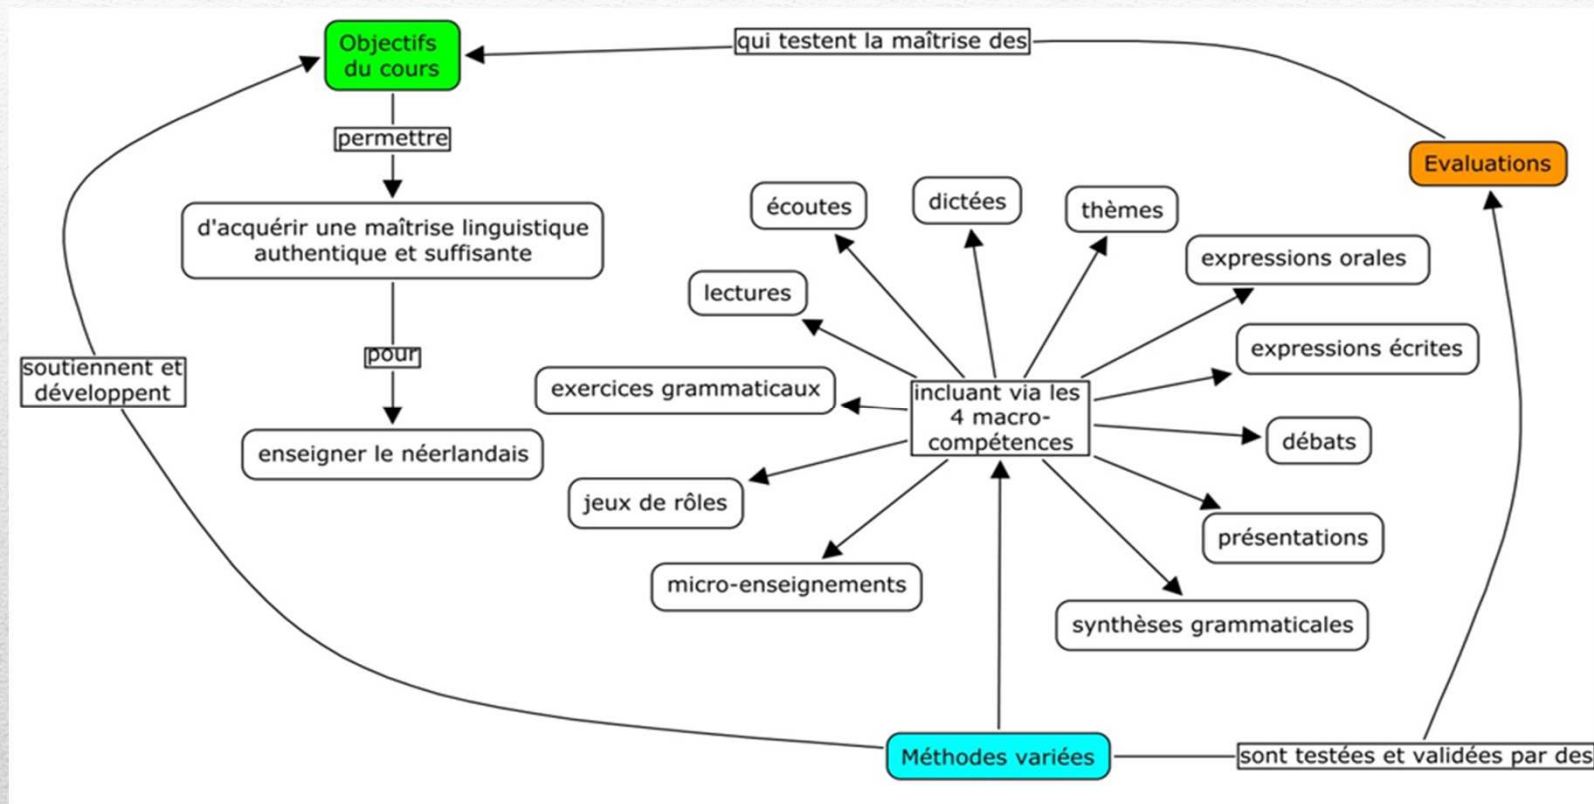 Objectifs
du cours
qui testent la maîtrise des
permettre
Evaluations
d'acquérir une maîtrise linguistique
authentique et suffisante
écoutes
dictées
thèmes
expressions orales
lectures
expressions écrites
pour
soutiennent et
développent
exercices grammaticaux
incluant via les
4 macro-
compétences
débats
enseigner le néerlandais
jeux de rôles
présentations
micro-enseignements
synthèses grammaticales
Méthodes variées
sont testées et validées par des